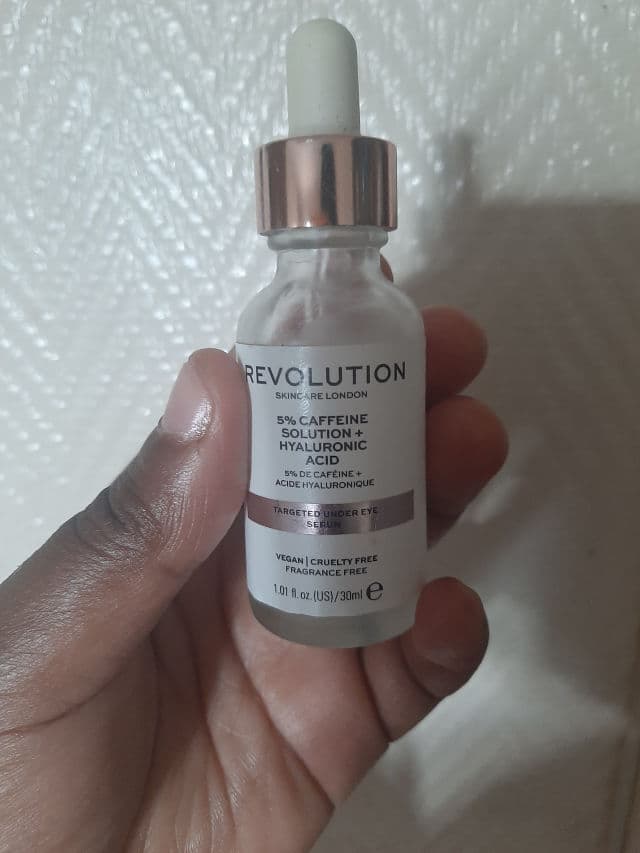 REVOLUTION
SKINCARE LONDON
5% CAFFEINE
SOLUTION +
HYALURONIC
ACID
5% DE CAFÉINE +
ACIDE HYALURONIQUE
TARGETED UNDER EYE
SERUM
VEGAN | CRUELTY FREE
FRAGRANCE FREE
1.01 fl. oz. (US) / 30ml ℮